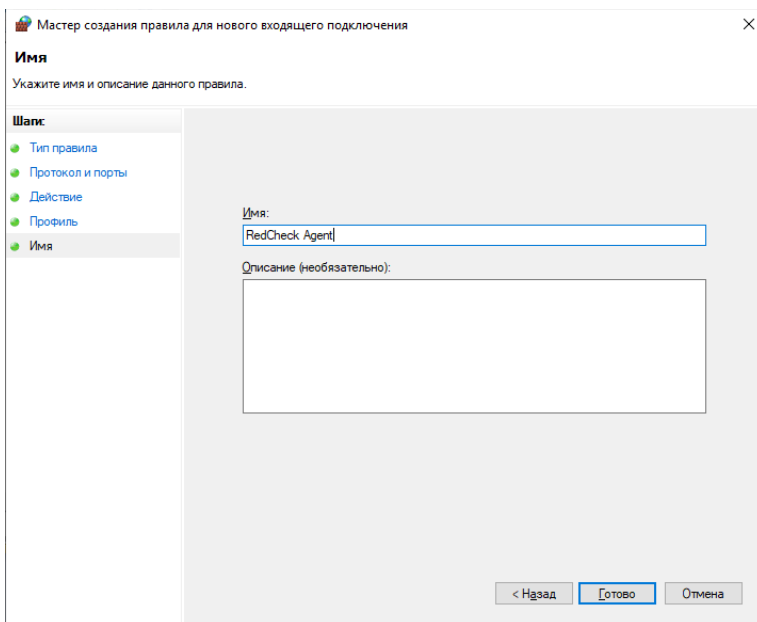 Мастер создания правила для нового входящего подключения
Имя
Укажите имя и описание данного правила.
Шаги:
Тип правила
Протокол и порты
Действие
Профиль
Имя
Имя:
RedCheck Agent
Описание (необязательно):
< Назад
Готово
Отмена